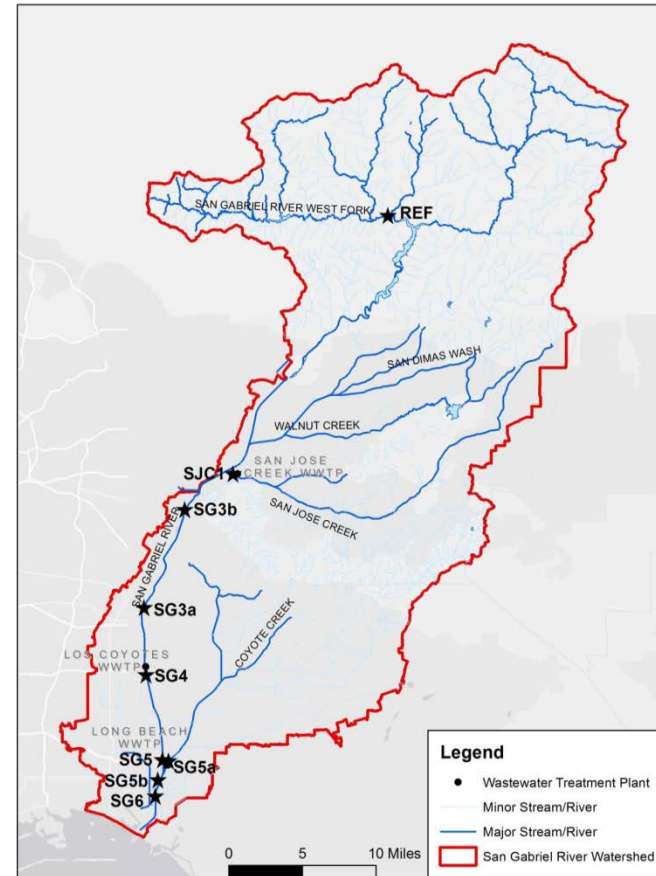 SAN GABRIEL RIVER WEST FORK
REF
SAN DIMAS WASH
WALNUT CREEK
SJC1
SAN JOSE
CREEK WWTP
SAN JOSE CREEK
SG3b
SAN GABRIEL RIVER
SG3a
COYOTE CREEK
LOS COYOTES
WWTP
SG4
LONG BEACH
WWTP
SG5
SG5a
SG5b
SG6
Legend
Wastewater Treatment Plant
Minor Stream/River
Major Stream/River
San Gabriel River Watershed
0 5 10 Miles